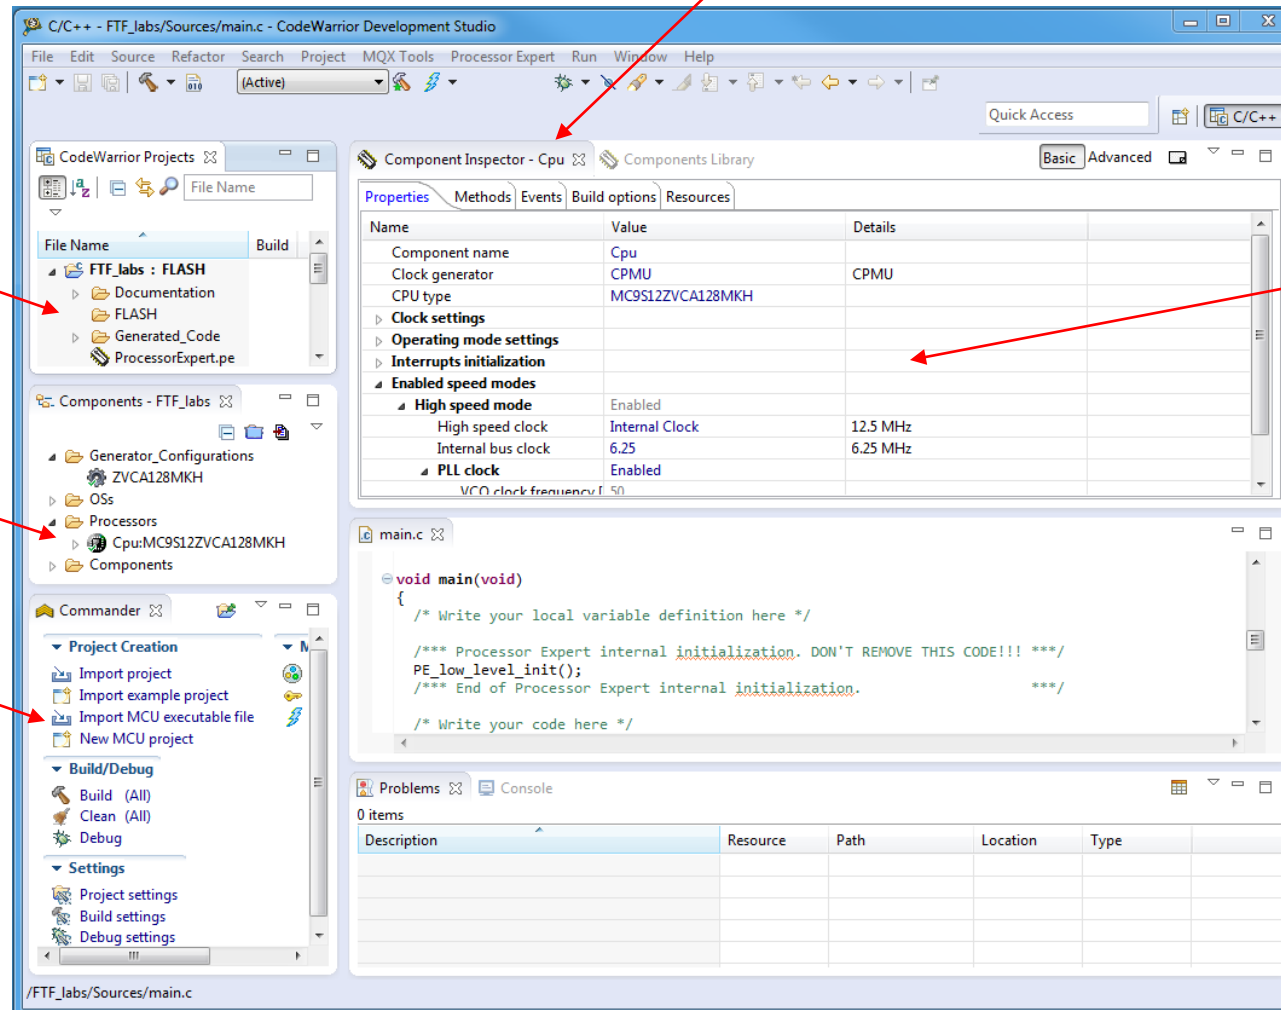 C/C++ - FTF_labs/Sources/main.c - CodeWarrior Development Studio
File Edit Source Refactor Search Project MQX Tools Processor Expert Run Window Help
(Active)
Quick Access
C/C++
CodeWarrior Projects
File Name
File Name Build
FTF_labs : FLASH
Documentation
FLASH
Generated_Code
ProcessorExpert.pe
Components - FTF_labs
Generator_Configurations
ZVCA128MKH
OSs
Processors
Cpu:MC9S12ZVCA128MKH
Components
Commander
Project Creation
Import project
Import example project
Import MCU executable file
New MCU project
Build/Debug
Build (All)
Clean (All)
Debug
Settings
Project settings
Build settings
Debug settings
Component Inspector - Cpu Components Library
Basic Advanced
Properties Methods Events Build options Resources
Name Value Details
Component name Cpu
Clock generator CPMU CPMU
CPU type MC9S12ZVCA128MKH
Clock settings
Operating mode settings
Interrupts initialization
Enabled speed modes
High speed mode Enabled
High speed clock Internal Clock 12.5 MHz
Internal bus clock 6.25 6.25 MHz
PLL clock Enabled
VCO clock frequency [ 50
main.c
void main(void)
{
/* Write your local variable definition here */
/*** Processor Expert internal initialization. DON'T REMOVE THIS CODE!!! ***/
PE_low_level_init();
/*** End of Processor Expert internal initialization. ***/
/* Write your code here */
Problems Console
0 items
Description Resource Path Location Type
/FTF_labs/Sources/main.c